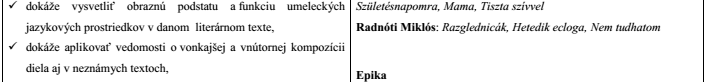 ✓ dokáže vysvetliť obraznú podstatu a funkciu umeleckých
jazykových prostriedkov v danom literárnom texte,
✓ dokáže aplikovať vedomosti o vonkajšej a vnútornej kompozícii
diela aj v neznámych textoch,
Születésnapomra, Mama, Tiszta szívvel
Radnóti Miklós: Razglednicák, Hetedik ecloga, Nem tudhatom
Epika